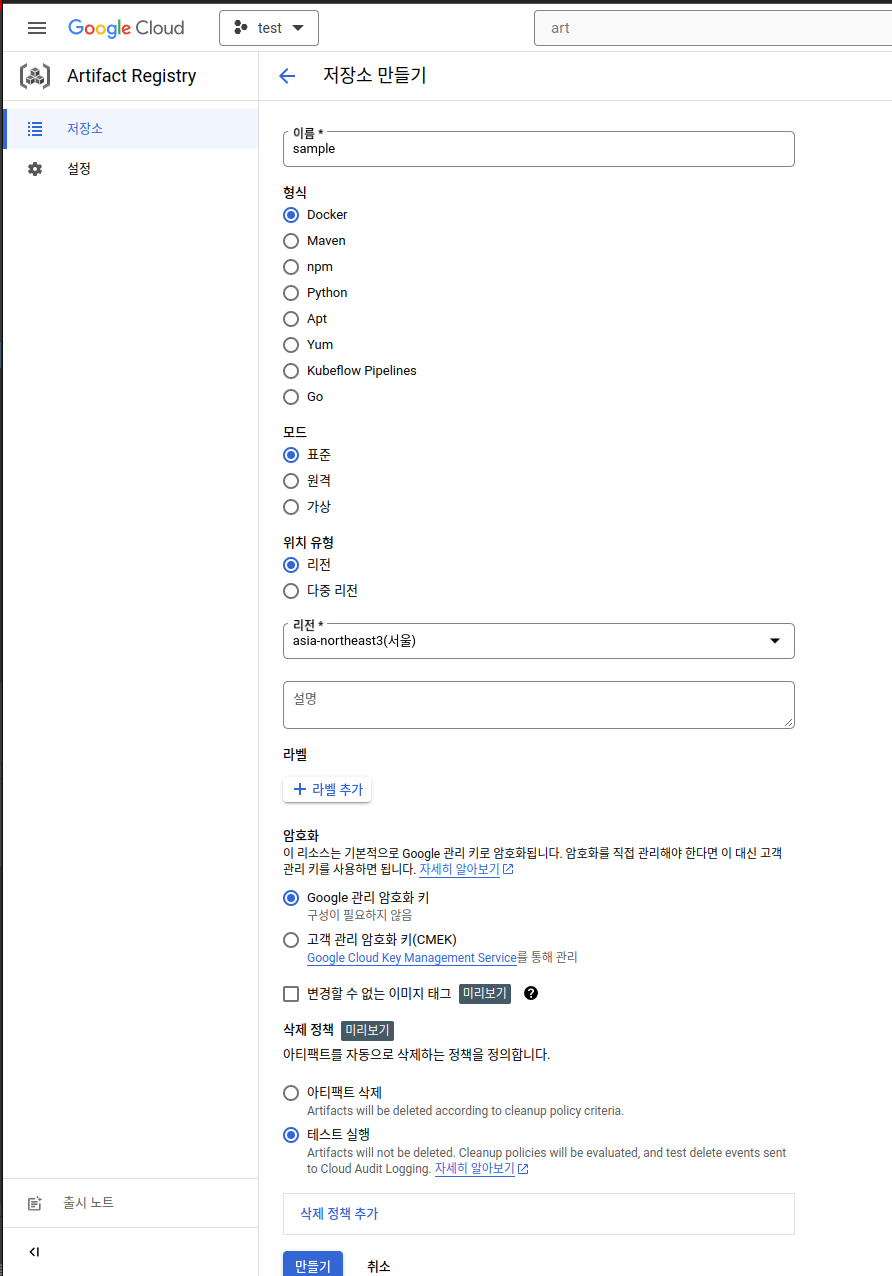 Google Cloud
test
art
Artifact Registry
저장소 만들기
저장소
설정
이름 *
sample
형식
Docker
Maven
npm
Python
Apt
Yum
Kubeflow Pipelines
Go
모드
표준
원격
가상
위치 유형
리전
다중 리전
리전 *
asia-northeast3(서울)
설명
라벨
+ 라벨 추가
암호화
이 리소스는 기본적으로 Google 관리 키로 암호화됩니다. 암호화를 직접 관리해야 한다면 이 대신 고객
관리 키를 사용하면 됩니다. 자세히 알아보기
Google 관리 암호화 키
구성이 필요하지 않음
고객 관리 암호화 키(CMEK)
Google Cloud Key Management Service를 통해 관리
변경할 수 없는 이미지 태그 미리보기 ?
삭제 정책 미리보기
아티팩트를 자동으로 삭제하는 정책을 정의합니다.
아티팩트 삭제
Artifacts will be deleted according to cleanup policy criteria.
테스트 실행
Artifacts will not be deleted. Cleanup policies will be evaluated, and test delete events sent
to Cloud Audit Logging. 자세히 알아보기
삭제 정책 추가
출시 노트
만들기 취소